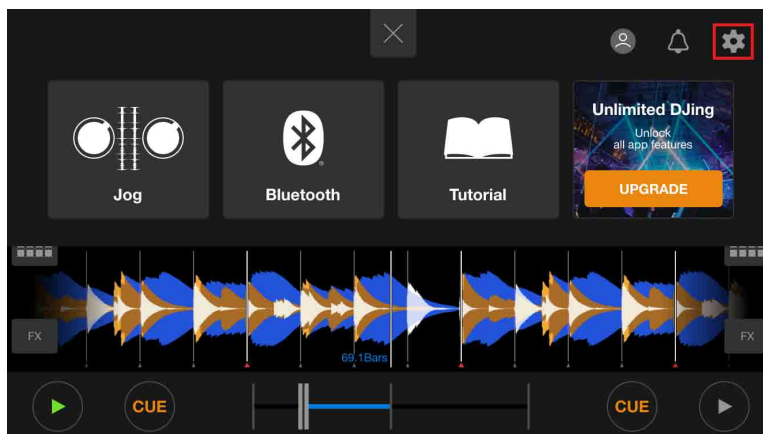 Jog
Bluetooth
Tutorial
Unlimited DJing
Unlock
all app features
UPGRADE
FX
69.1Bars
FX
CUE
CUE